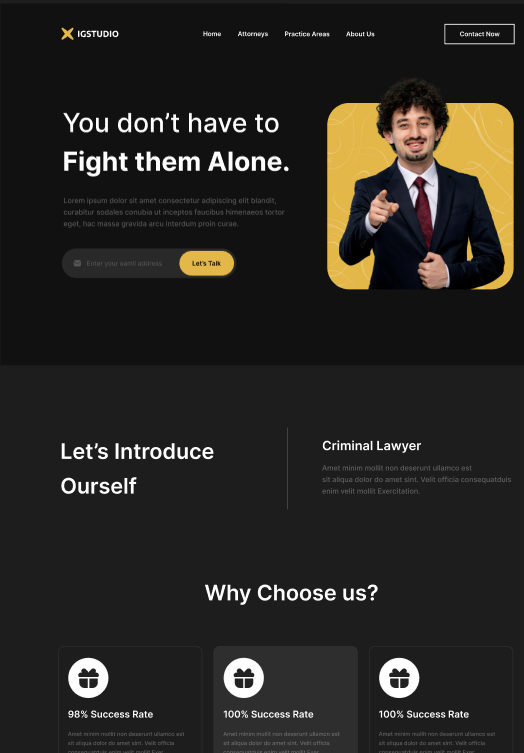 IGSTUDIO
Home Attorneys Practice Areas About Us
Contact Now
You don't have to
Fight them Alone.
Lorem ipsum dolor sit amet consectetur adipiscing elit blandit,
curabitur sodales conubia ut inceptos faucibus himenaeos tortor
eget, hac massa gravida arcu interdum proin curae.
Enter your address
Let's Talk
Let's Introduce
Ourself
Criminal Lawyer
Amet minim mollit non deserunt ullamco est
sit aliqua dolor do amet sint. Velit officia consequatduis
enim velit mollit Exercitation.
Why Choose us?
98% Success Rate
Amet minim mollit non deserunt ullamco est
sit aliqua dolor do amet sint. Velit officia
100% Success Rate
Amet minim mollit non deserunt ullamco est
sit aliqua dolor do amet sint. Velit officia
100% Success Rate
Amet minim mollit non deserunt ullamco est
sit aliqua dolor do amet sint. Velit officia